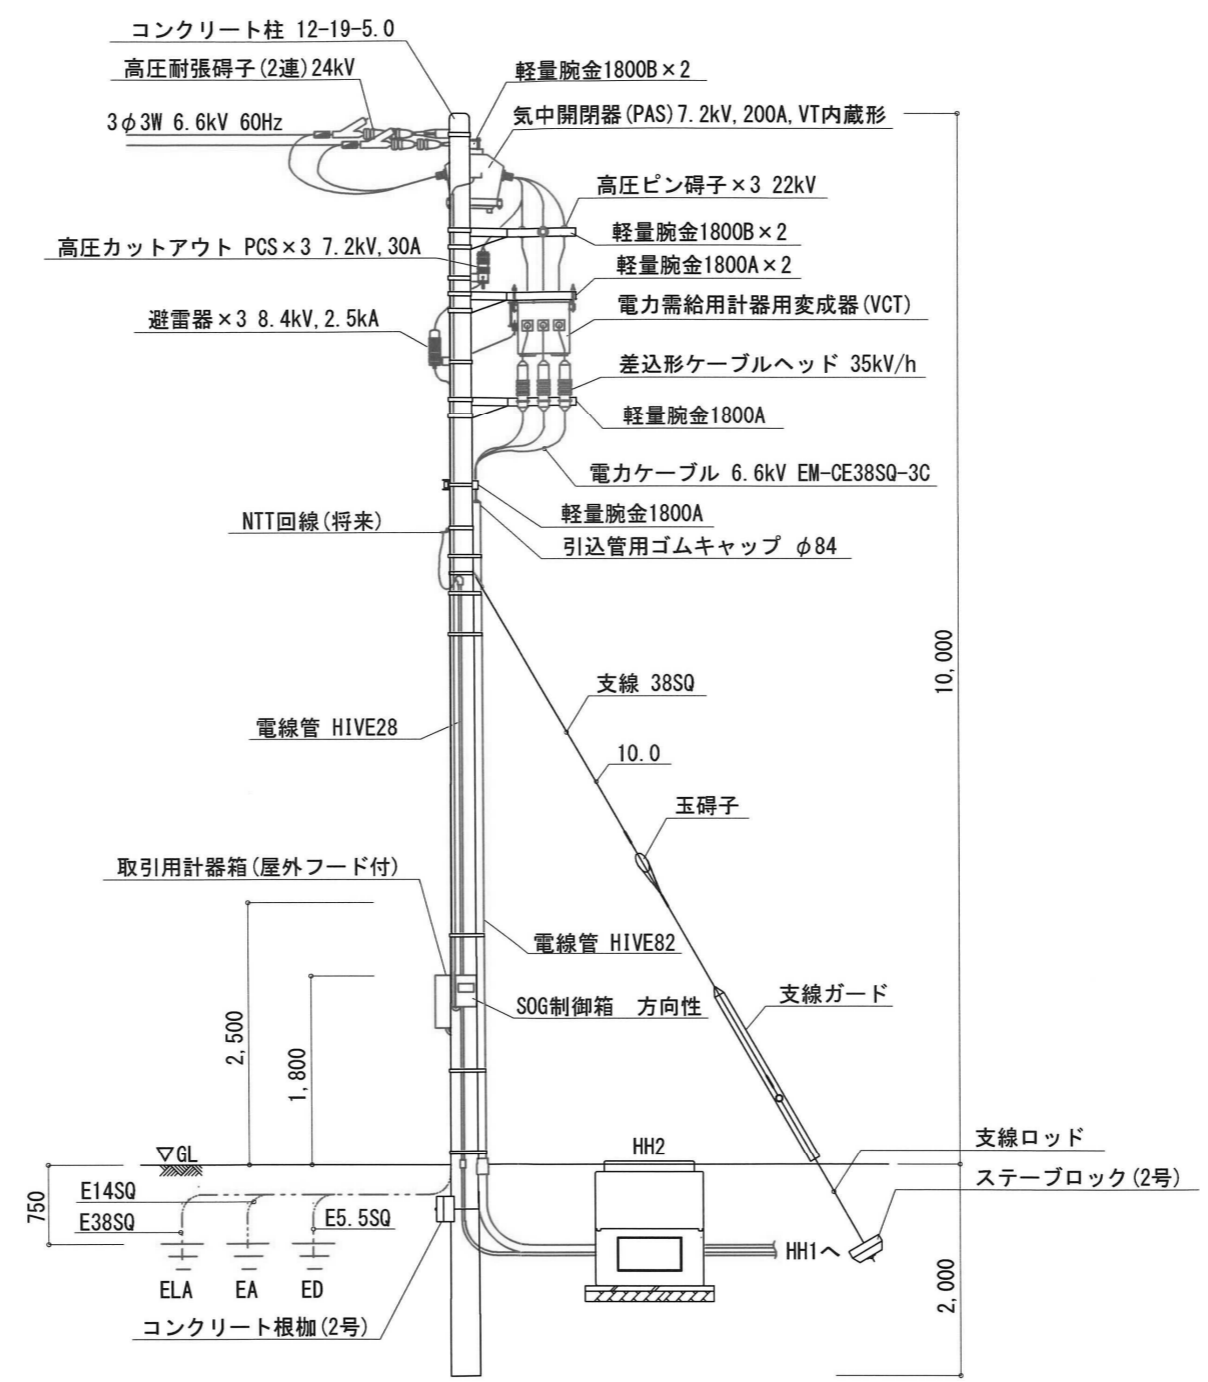 コンクリート柱 12-19-5.0
高圧耐張碍子(2連)24kV
軽量腕金1800B×2
3φ3W 6.6kV 60Hz
気中開閉器(PAS)7.2kV,200A,VT内蔵形
高圧ピン碍子×3 22kV
軽量腕金1800B×2
高圧カットアウト PCS×3 7.2kV,30A
軽量腕金1800A×2
電力需給用計器用変成器(VCT)
避雷器×3 8.4kV,2.5kA
差込形ケーブルヘッド 35kV/h
軽量腕金1800A
電力ケーブル 6.6kV EM-CE38SQ-3C
軽量腕金1800A
NTT回線(将来)
引込管用ゴムキャップ φ84
10,000
支線 38SQ
電線管 HIVE28
10.0
玉碍子
取引用計器箱(屋外フード付)
電線管 HIVE82
支線ガード
SOG制御箱 方向性
2,500
1,800
支線ロッド
HH2
▽GL
ステーブロック(2号)
E14SQ
750
E38SQ
E5.5SQ
HH1へ
ELA
EA
ED
2,000
コンクリート根枷(2号)